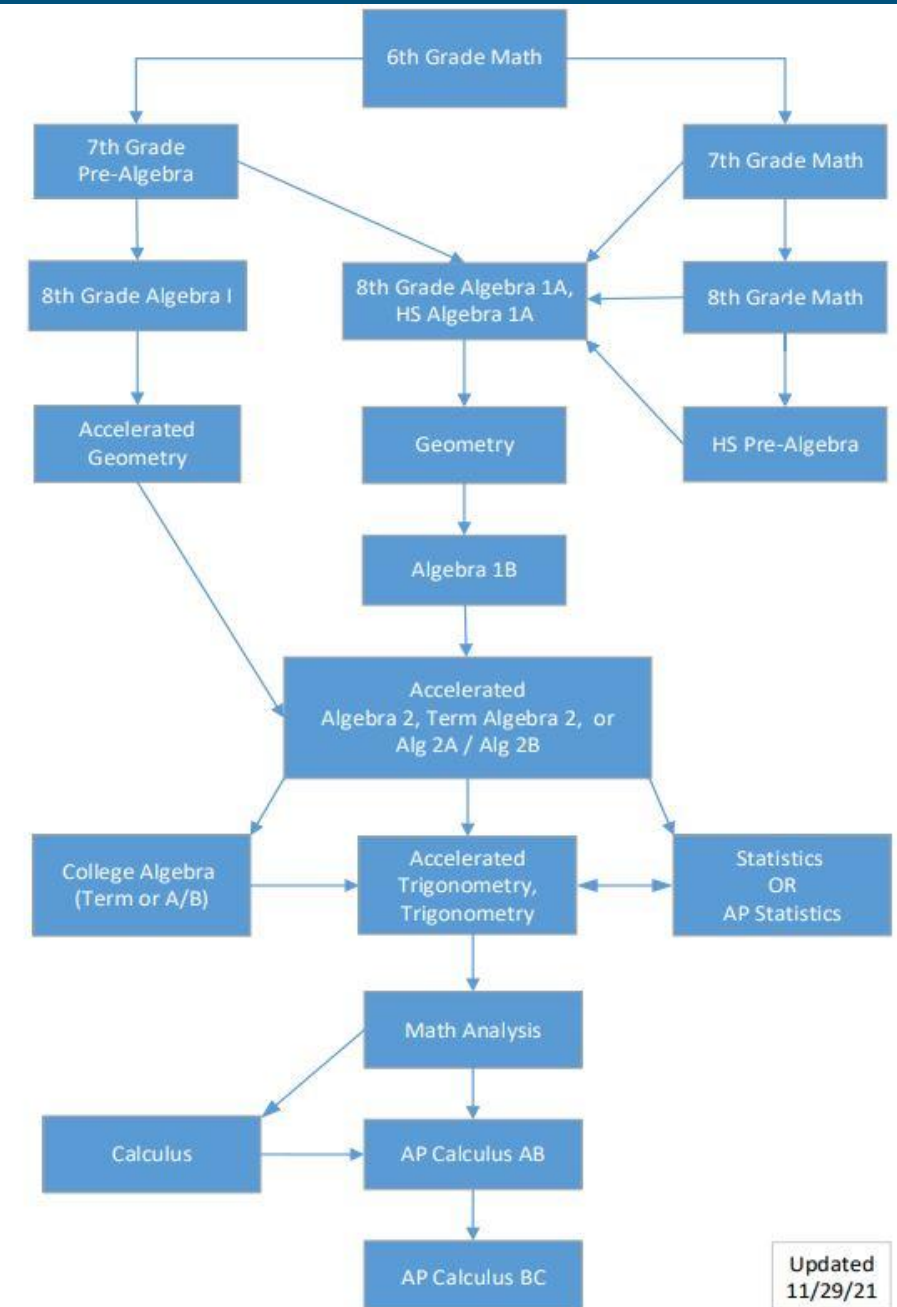 6th Grade Math
7th Grade
Pre-Algebra
7th Grade Math
8th Grade Algebra I
8th Grade Algebra 1A,
HS Algebra 1A
8th Grade Math
Accelerated
Geometry
Geometry
HS Pre-Algebra
Algebra 1B
Accelerated
Algebra 2, Term Algebra 2, or
Alg 2A / Alg 2B
College Algebra
(Term or A/B)
Accelerated
Trigonometry,
Trigonometry
Statistics
OR
AP Statistics
Math Analysis
Calculus
AP Calculus AB
AP Calculus BC
Updated
11/29/21